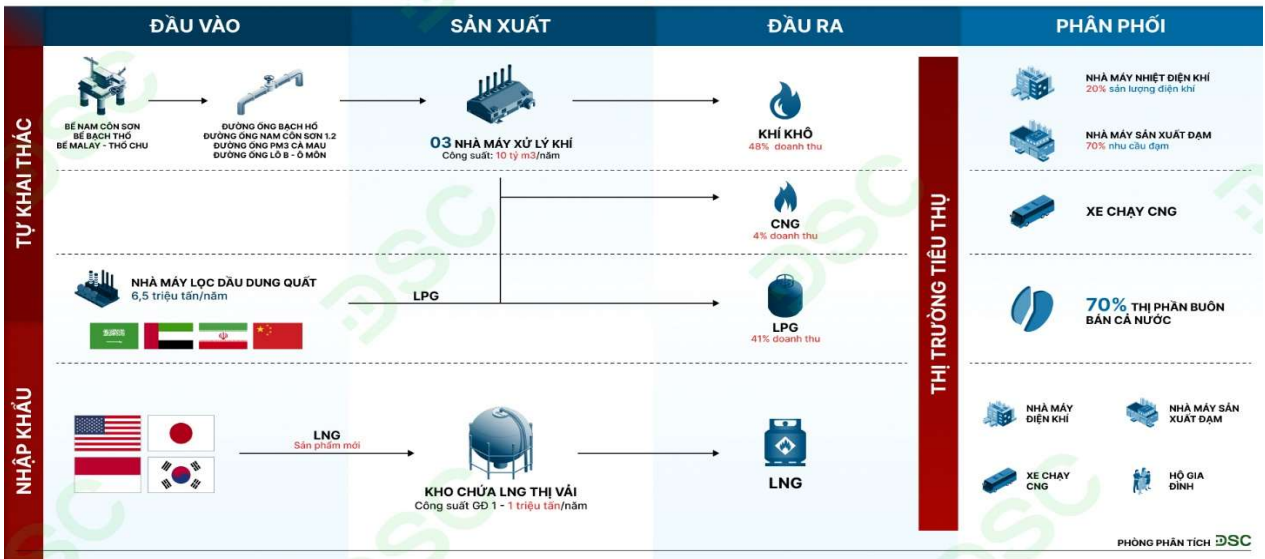 ĐẦU VÀO
SẢN XUẤT
ĐẦU RA
PHÂN PHỐI
TỰ KHAI THÁC
BỂ NAM CÔN SƠN
BỂ BẠCH THỔ
BỂ MALAY - THỔ CHU
ĐƯỜNG ỐNG BẠCH HỔ
ĐƯỜNG ỐNG NAM CÔN SƠN 1.2
ĐƯỜNG ỐNG PM3 CÀ MAU
ĐƯỜNG ỐNG LÔ B - Ô MÔN
03 NHÀ MÁY XỬ LÝ KHÍ
Công suất: 10 tỷ m3/năm
KHÍ KHÔ
48% doanh thu
NHÀ MÁY NHIỆT ĐIỆN KHÍ
20% sản lượng điện khí
NHÀ MÁY SẢN XUẤT ĐẠM
70% nhu cầu đạm
CNG
4% doanh thu
XE CHẠY CNG
THỊ TRƯỜNG TIÊU THỤ
NHÀ MÁY LỌC DẦU DUNG QUẤT
6,5 triệu tấn/năm
LPG
LPG
41% doanh thu
70% THỊ PHẦN BUÔN
BÁN CẢ NƯỚC
NHẬP KHẨU
LNG
Sản phẩm mới
KHO CHỨA LNG THỊ VẢI
Công suất GĐ 1 - 1 triệu tấn/năm
LNG
NHÀ MÁY
ĐIỆN KHÍ
NHÀ MÁY SẢN
XUẤT ĐẠM
XE CHẠY
CNG
HỘ GIA
ĐÌNH
PHÒNG PHÂN TÍCH DSC